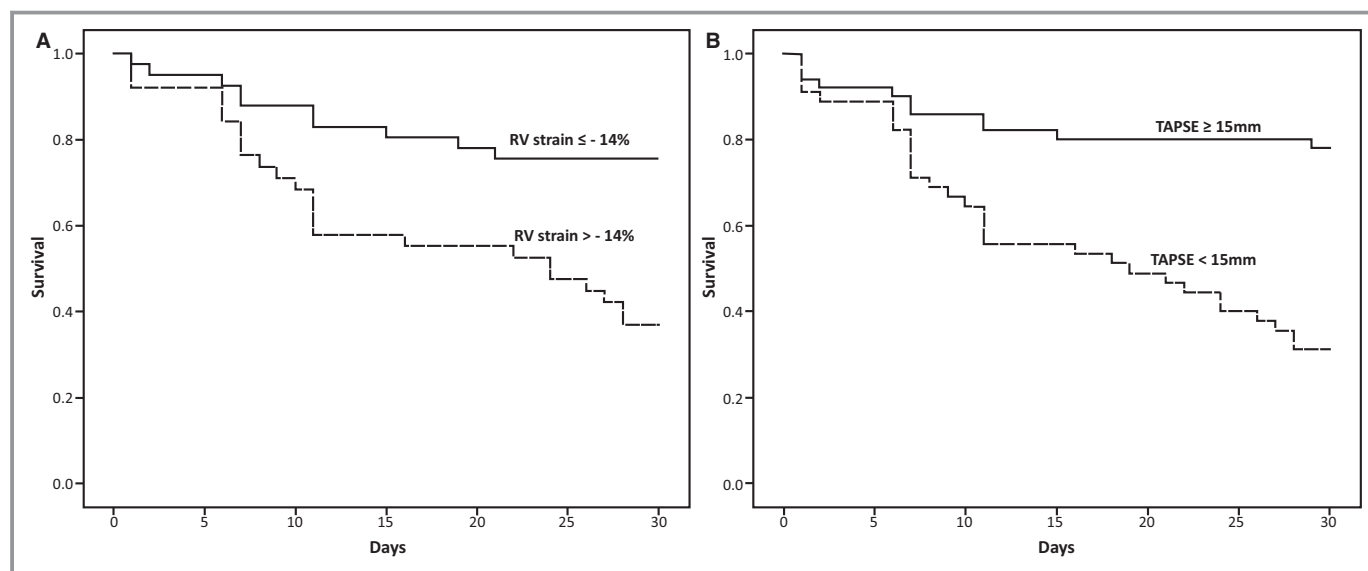 A
1.0
0.8
0.6
0.4
0.2
0.0
Survival
RV strain ≤ - 14%
RV strain > - 14%
0 5 10 15 20 25 30
Days
B
1.0
0.8
0.6
0.4
0.2
0.0
Survival
TAPSE ≥ 15mm
TAPSE < 15mm
0 5 10 15 20 25 30
Days